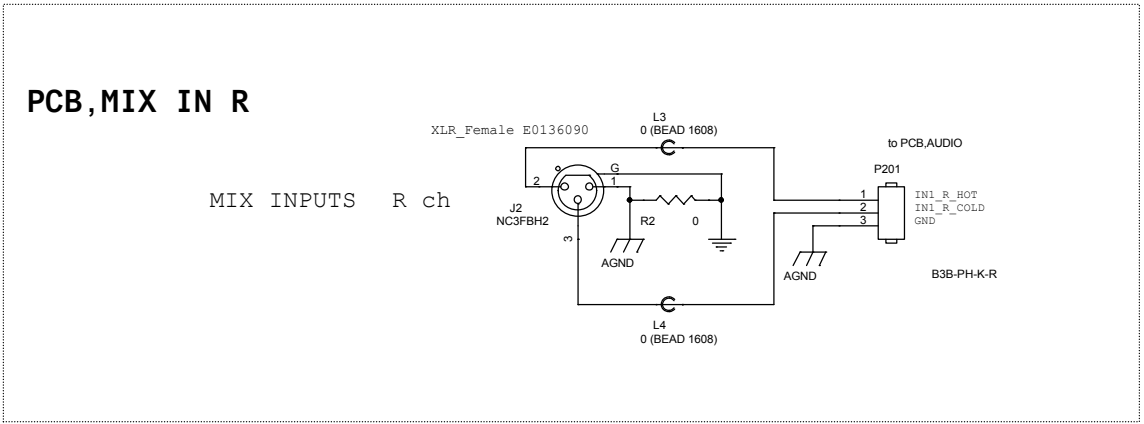 PCB,MIX IN R
L3
XLR_Female E0136090
0 (BEAD 1608)
to PCB,AUDIO
P201
G
2
1
1
IN1_R_HOT
MIX INPUTS R ch
J2
2
IN1_R_COLD
NC3FBH2
R2
0
3
GND
3
AGND
AGND
B3B-PH-K-R
L4
0 (BEAD 1608)